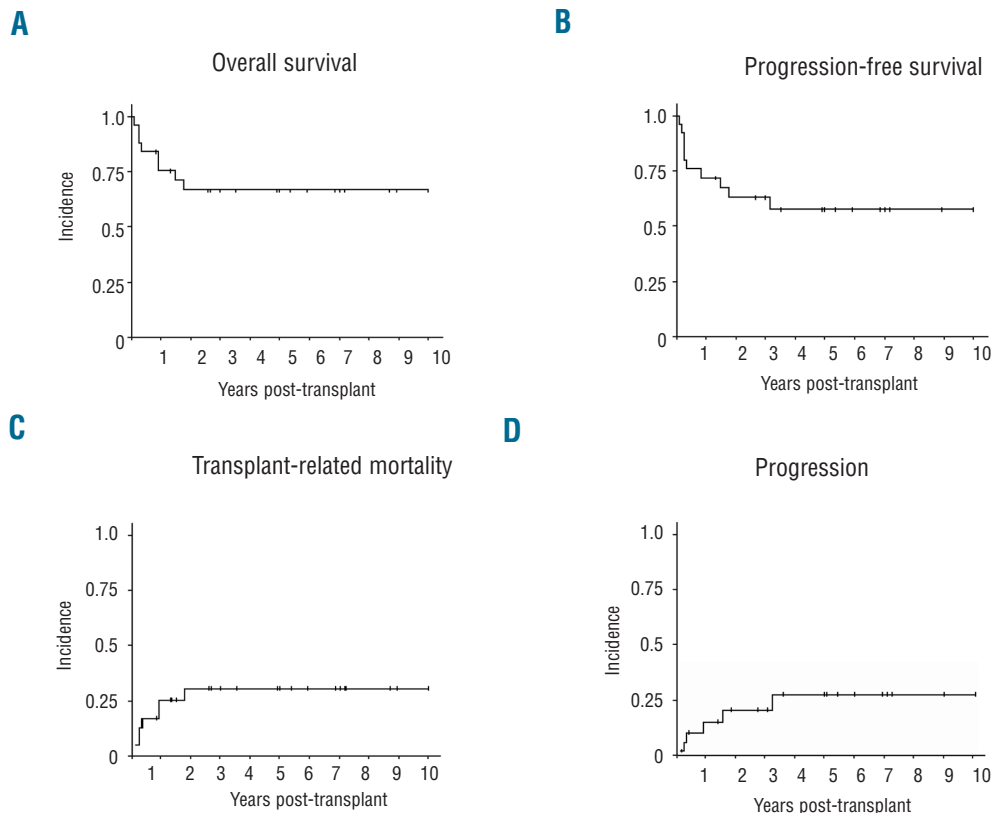 A
Overall survival
1.0
0.75
0.5
0.25
0
Incidence
1 2 3 4 5 6 7 8 9 10
Years post-transplant
B
Progression-free survival
1.0
0.75
0.5
0.25
0
Incidence
1 2 3 4 5 6 7 8 9 10
Years post-transplant
C
Transplant-related mortality
1.0
0.75
0.5
0.25
0
Incidence
1 2 3 4 5 6 7 8 9 10
Years post-transplant
D
Progression
1.0
0.75
0.5
0.25
0
Incidence
1 2 3 4 5 6 7 8 9 10
Years post-transplant